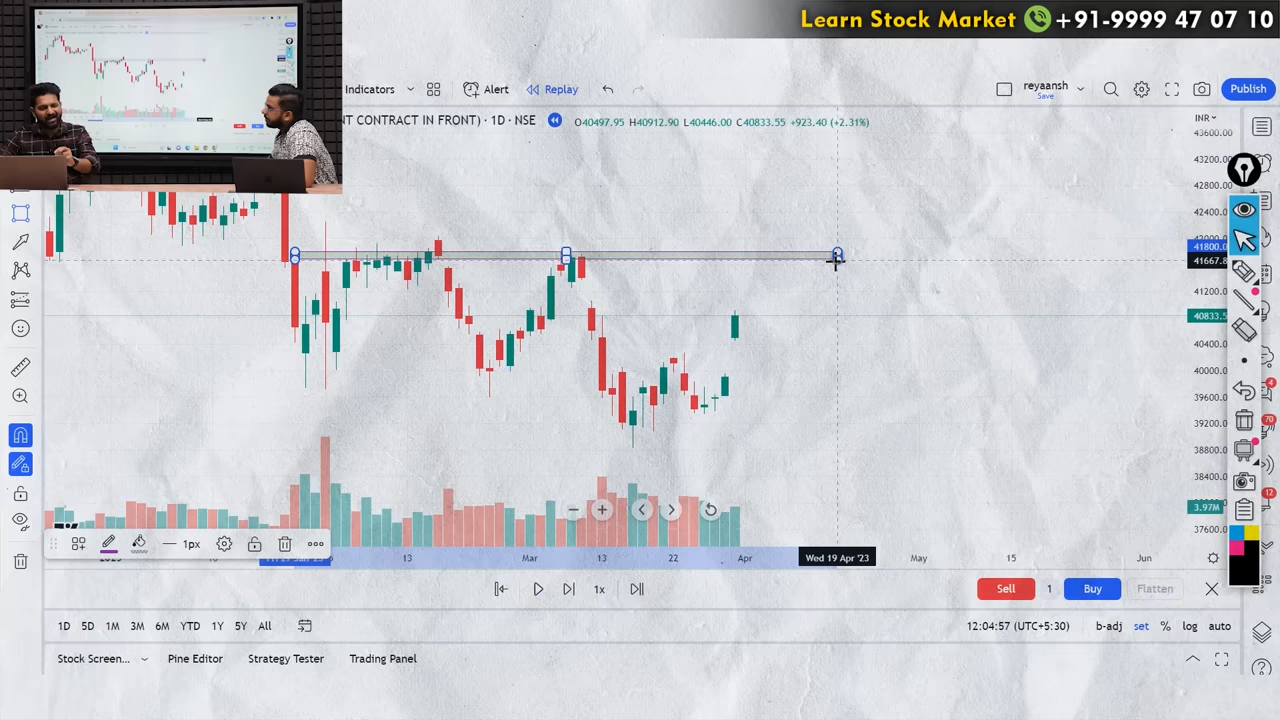 Learn Stock Market +91-9999 47 07 10
Indicators
Alert
Replay
reyaansh
Save
Publish
NT CONTRACT IN FRONT) · 1D · NSE
O40497.95 H40912.90 L40446.00 C40833.55 +923.40 (+2.31%)
INR
43600.00
43200.00
42800.00
42400.00
41800.00
41667.8
41200.00
40833.5
40400.00
40000.00
39600.00
39200.00
38800.00
38400.00
3.97M
37600.00
4
70
12
1px
13
Mar
13
22
Apr
Wed 19 Apr '23
May
15
Jun
1x
Sell
1
Buy
Flatten
1D 5D 1M 3M 6M YTD 1Y 5Y All
12:04:57 (UTC+5:30)
b-adj set % log auto
Stock Screen...
Pine Editor
Strategy Tester
Trading Panel